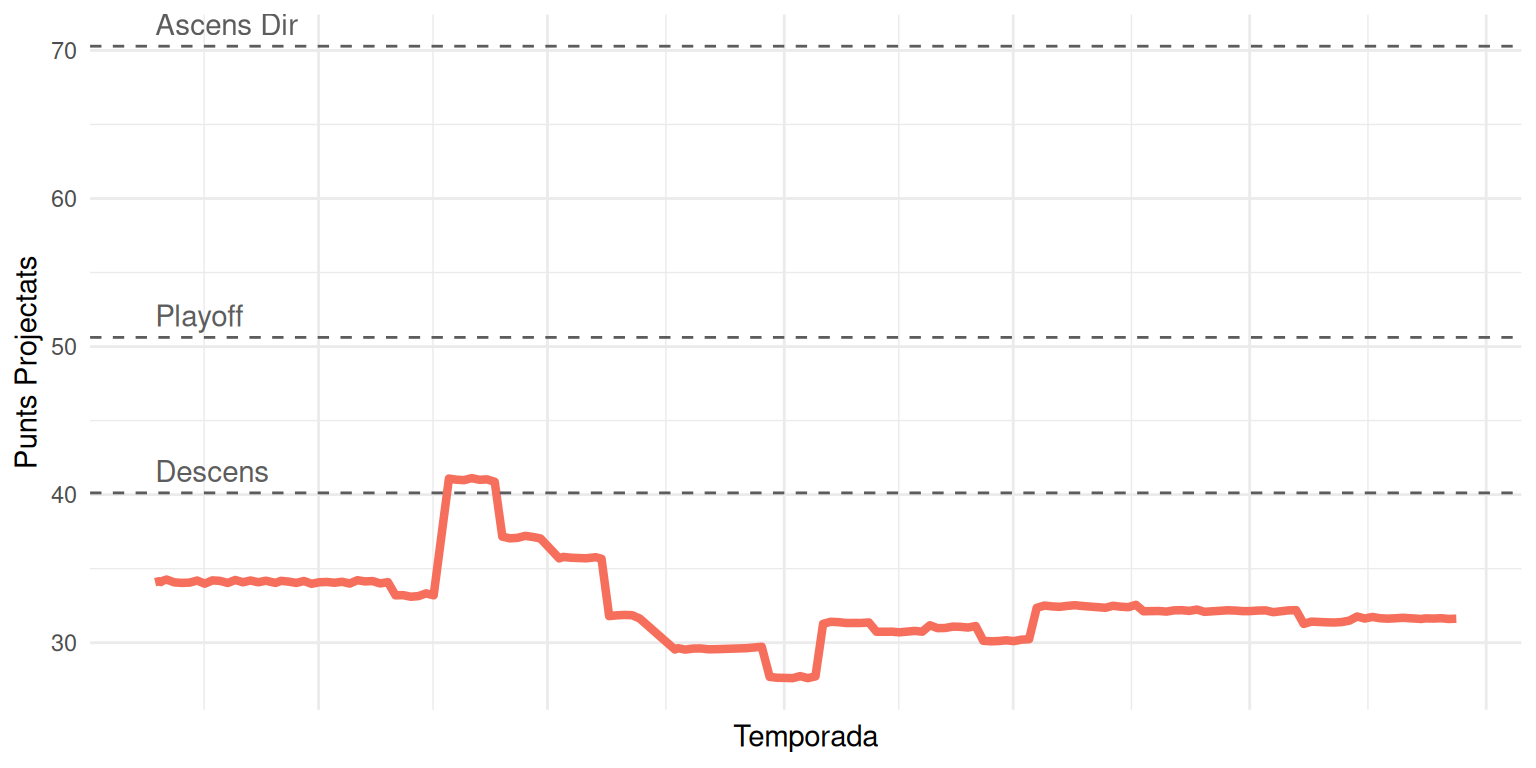 Ascens Dir
70
60
Playoff
50
Descens
40
30
Punts Projectats
Temporada